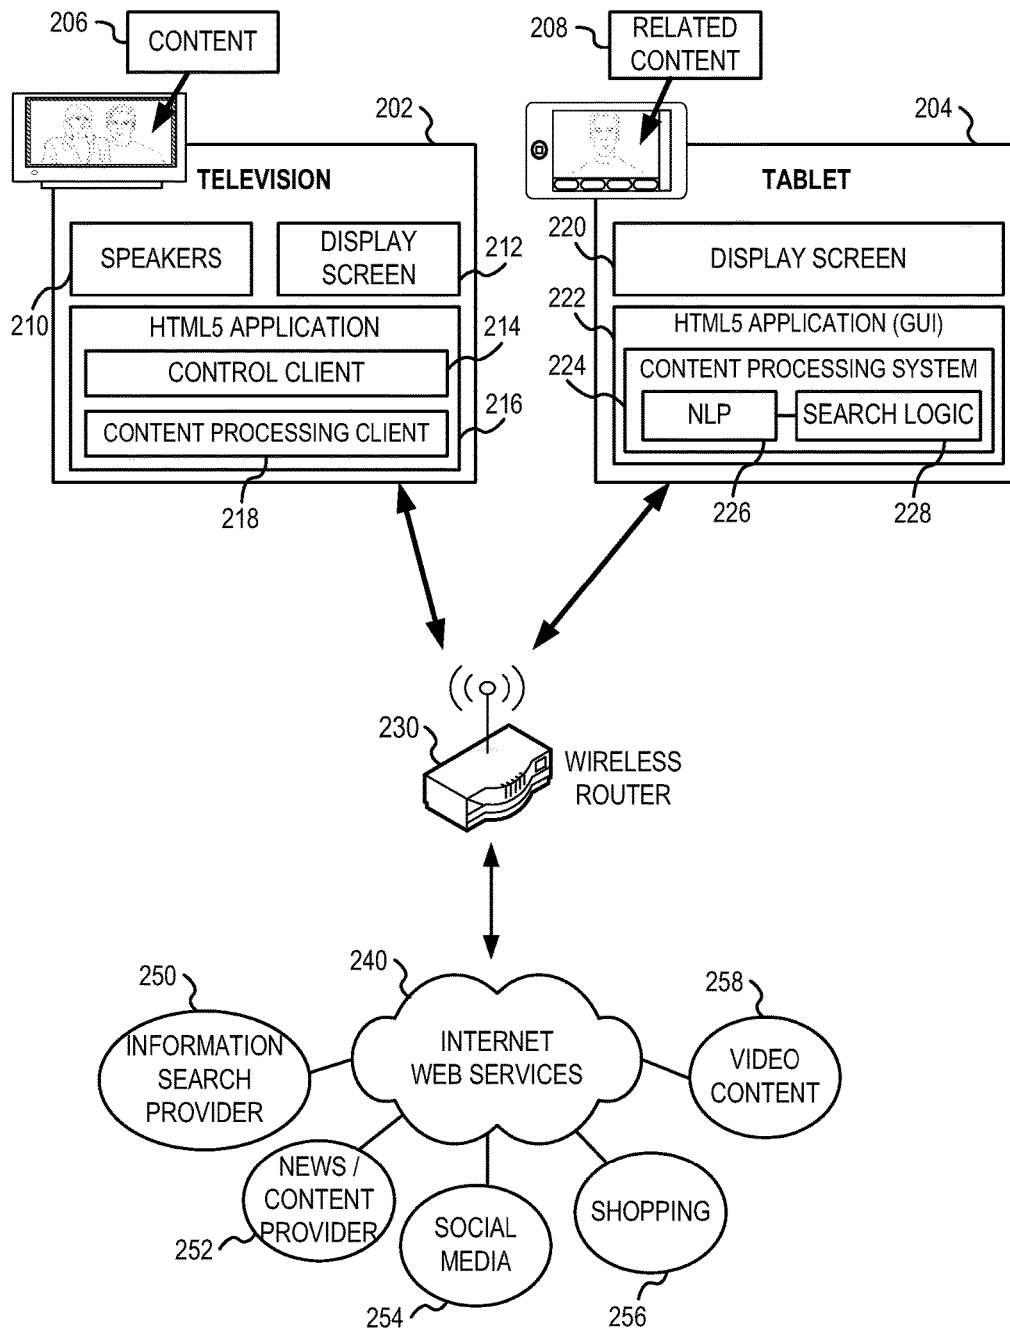 206
CONTENT
208
RELATED
CONTENT
202
204
TELEVISION
TABLET
SPEAKERS
DISPLAY
SCREEN
210
212
220
DISPLAY SCREEN
HTML5 APPLICATION
214
CONTROL CLIENT
216
CONTENT PROCESSING CLIENT
218
222
HTML5 APPLICATION (GUI)
224
CONTENT PROCESSING SYSTEM
NLP
SEARCH LOGIC
226
228
230
WIRELESS
ROUTER
240
INTERNET
WEB SERVICES
250
INFORMATION
SEARCH
PROVIDER
258
VIDEO
CONTENT
NEWS /
CONTENT
PROVIDER
252
SOCIAL
MEDIA
254
SHOPPING
256